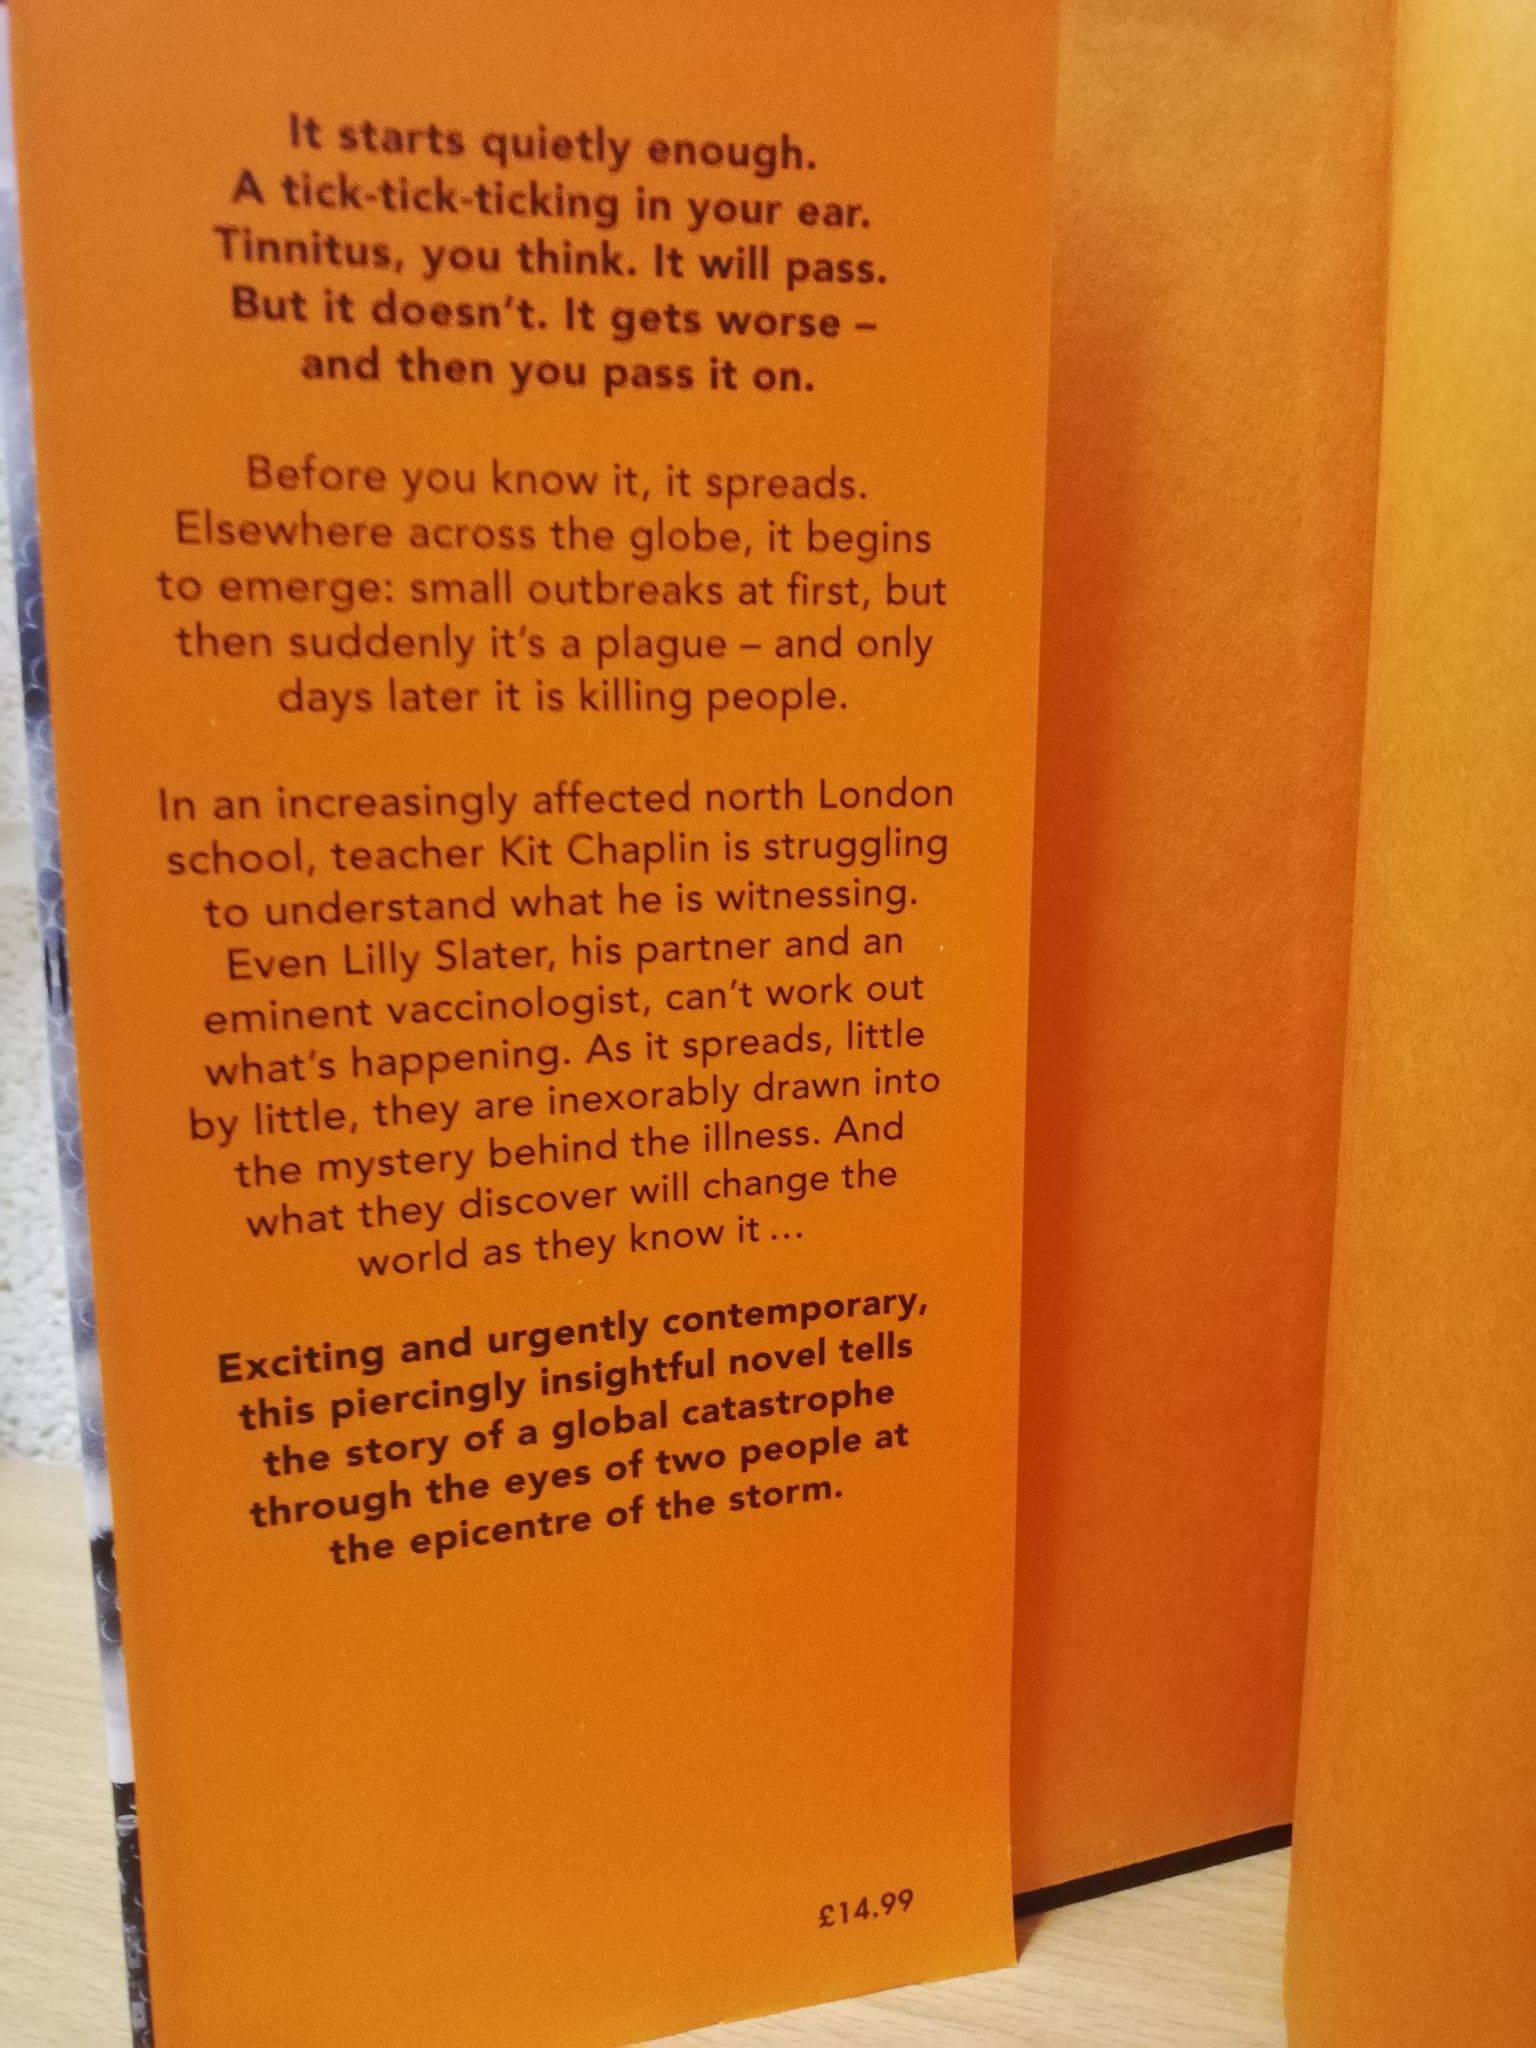 It starts quietly enough.
A tick-tick-ticking in your ear.
Tinnitus, you think. It will pass.
But it doesn't. It gets worse –
and then you pass it on.
Before you know it, it spreads.
Elsewhere across the globe, it begins
to emerge: small outbreaks at first, but
then suddenly it's a plague – and only
days later it is killing people.
In an increasingly affected north London
school, teacher Kit Chaplin is struggling
to understand what he is witnessing.
Even Lilly Slater, his partner and an
eminent vaccinologist, can't work out
what's happening. As it spreads, little
by little, they are inexorably drawn into
the mystery behind the illness. And
what they discover will change the
world as they know it ...
Exciting and urgently contemporary,
this piercingly insightful novel tells
the story of a global catastrophe
through the eyes of two people at
the epicentre of the storm.
£14.99